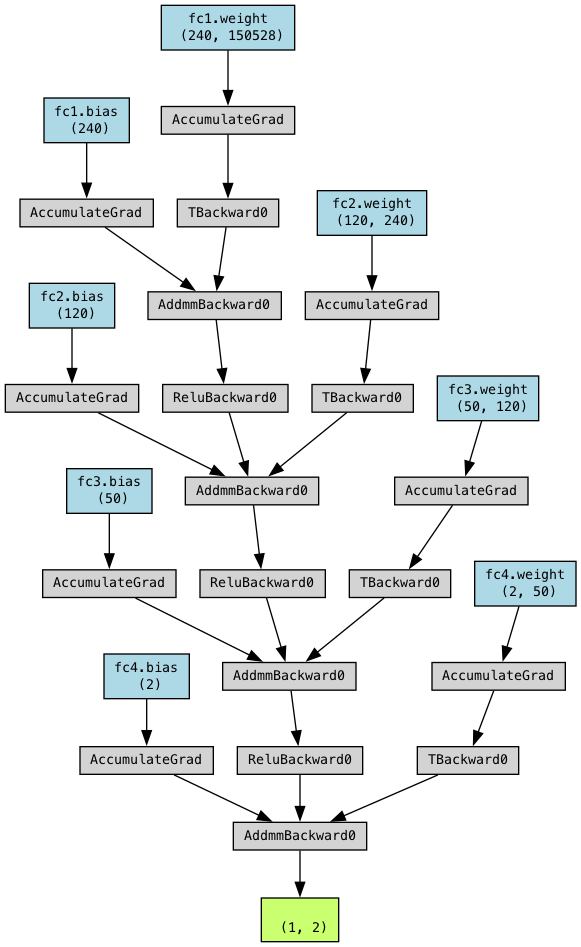 fc1.weight
(240, 150528)
fc1.bias
(240)
AccumulateGrad
AccumulateGrad
TBackward0
fc2.weight
(120, 240)
fc2.bias
(120)
AddmmBackward0
AccumulateGrad
AccumulateGrad
ReluBackward0
TBackward0
fc3.weight
(50, 120)
fc3.bias
(50)
AddmmBackward0
AccumulateGrad
AccumulateGrad
ReluBackward0
TBackward0
fc4.weight
(2, 50)
fc4.bias
(2)
AddmmBackward0
AccumulateGrad
AccumulateGrad
ReluBackward0
TBackward0
AddmmBackward0
(1, 2)